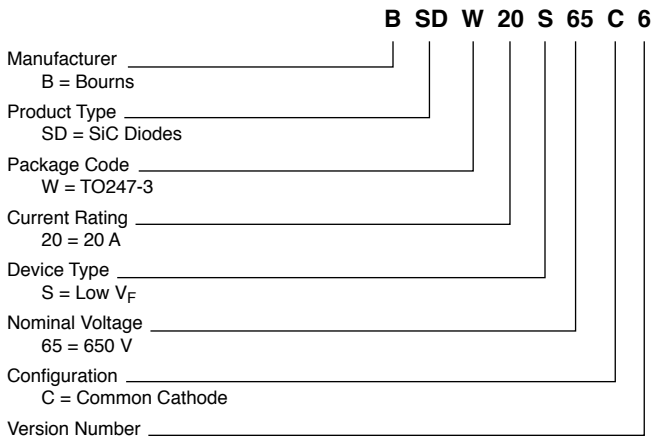 B SD W 20 S 65 C 6
Manufacturer
B = Bourns
Product Type
SD = SiC Diodes
Package Code
W = TO247-3
Current Rating
20 = 20 A
Device Type
S = Low VF
Nominal Voltage
65 = 650 V
Configuration
C = Common Cathode
Version Number